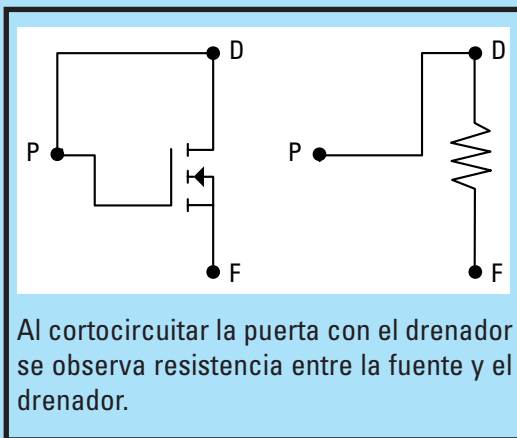 D
D
P
P
F
F
Al cortocircuitar la puerta con el drenador
se observa resistencia entre la fuente y el
drenador.